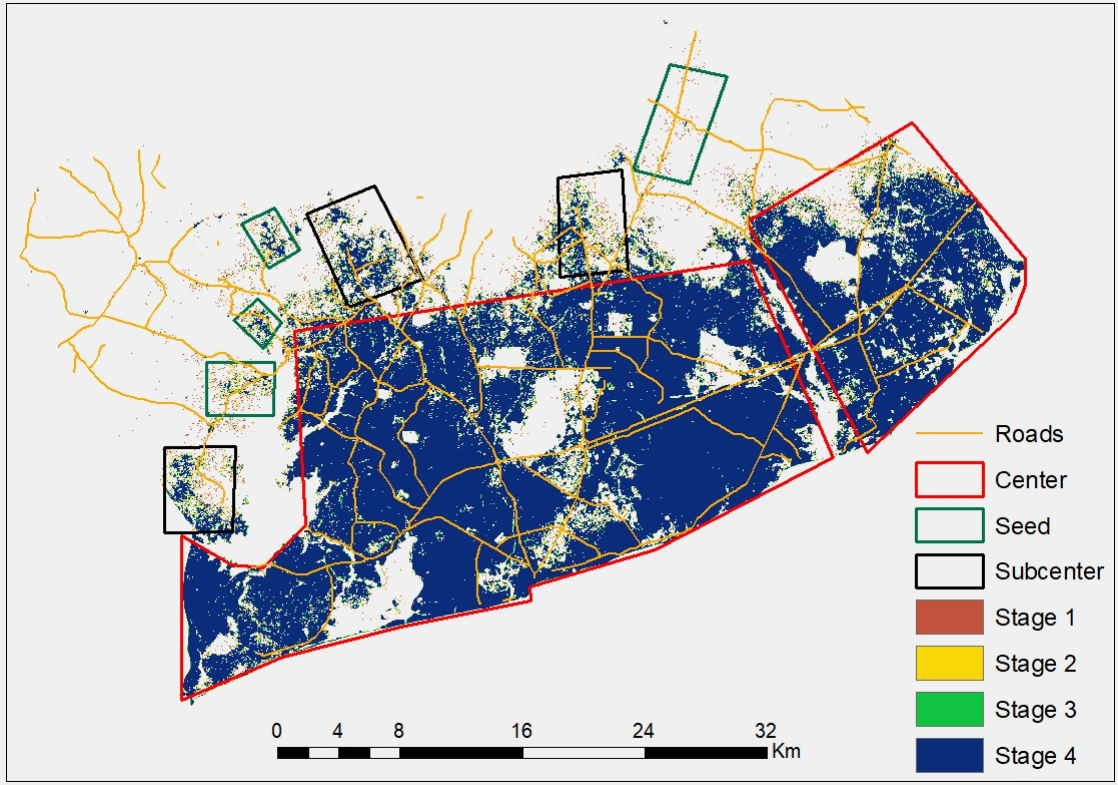 Roads
Center
Seed
Subcenter
Stage 1
Stage 2
Stage 3
Stage 4
0 4 8 16 24 32
Km